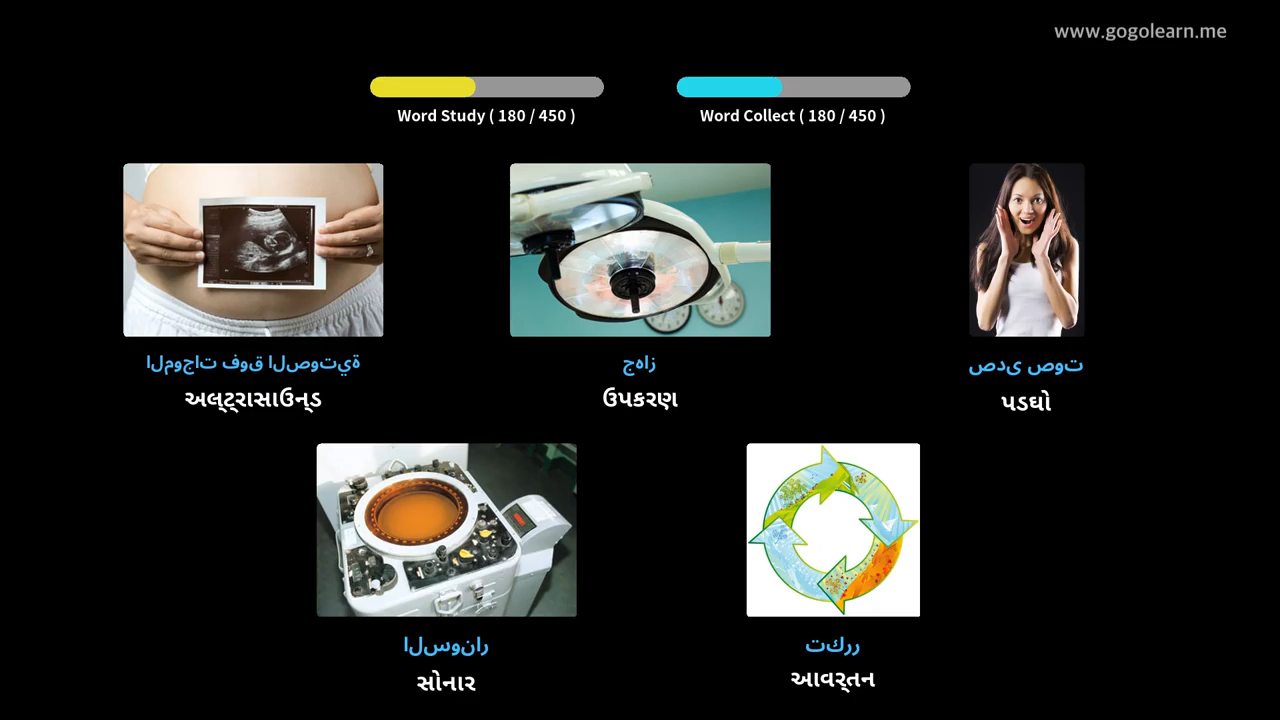 www.gogolearn.me
Word Study ( 180 / 450 )
Word Collect ( 180 / 450 )
الموجات فوق الصوتية
અલ્ટ્રાસાઉન્ડ
جهاز
ઉપકરણ
صدى صوت
પડઘો
السونار
સોનાર
تكرر
આવર્તન